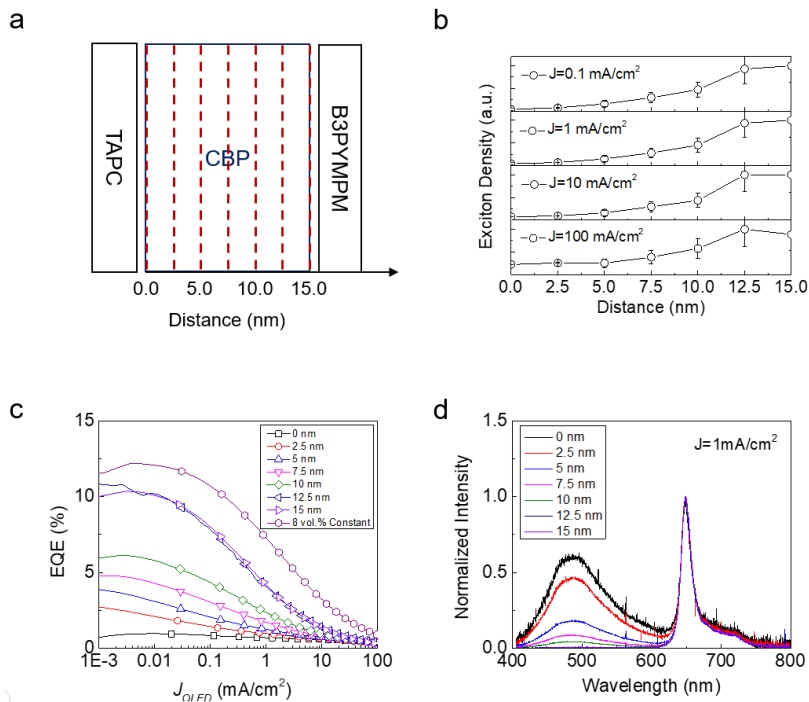 a
TAPC
CBP
B3PYMPM
0.0 5.0 10.0 15.0
Distance (nm)
b
Exciton Density (a.u.)
J=0.1 mA/cm²
J=1 mA/cm²
J=10 mA/cm²
J=100 mA/cm²
0.0 2.5 5.0 7.5 10.0 12.5 15.0
Distance (nm)
c
EQE (%)
15
10
5
0
0 nm
2.5 nm
5 nm
7.5 nm
10 nm
12.5 nm
15 nm
8 vol.% Constant
1E-3 0.01 0.1 1 10 100
J_OLED (mA/cm²)
d
Normalized Intensity
1.5
1.0
0.5
0.0
0 nm
2.5 nm
5 nm
7.5 nm
10 nm
12.5 nm
15 nm
J=1mA/cm²
400 500 600 700 800
Wavelength (nm)